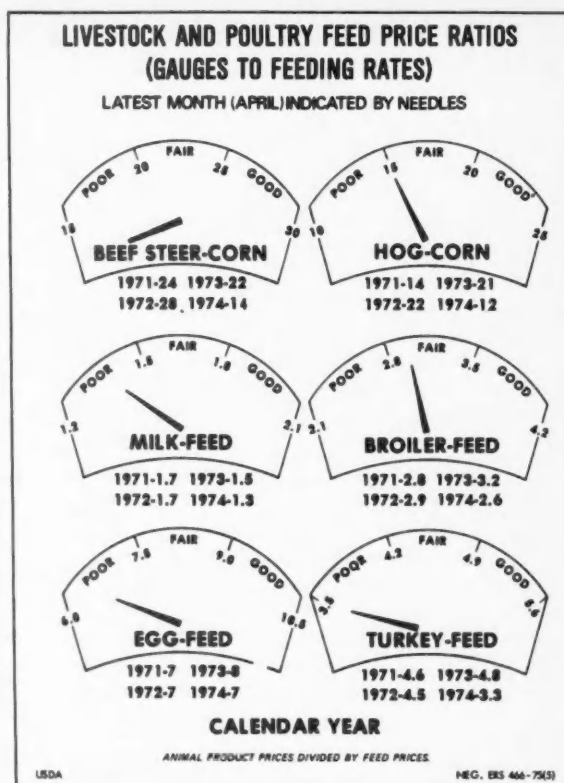 LIVESTOCK AND POULTRY FEED PRICE RATIOS
(GAUGES TO FEEDING RATES)
LATEST MONTH (APRIL) INDICATED BY NEEDLES
15 POOR 20 FAIR 25 GOOD 30
BEEF STEER-CORN
1971-24 1973-22
1972-28 1974-14
10 POOR 15 FAIR 20 GOOD 25
HOG-CORN
1971-14 1973-21
1972-22 1974-12
1.2 POOR 1.5 FAIR 1.8 GOOD 2.1
MILK-FEED
1971-1.7 1973-1.5
1972-1.7 1974-1.3
2.1 POOR 2.8 FAIR 3.5 GOOD 4.2
BROILER-FEED
1971-2.8 1973-3.2
1972-2.9 1974-2.6
6.0 POOR 7.5 FAIR 9.0 GOOD 10.5
EGG-FEED
1971-7 1973-8
1972-7 1974-7
3.5 POOR 4.2 FAIR 4.9 GOOD 5.6
TURKEY-FEED
1971-4.6 1973-4.8
1972-4.5 1974-3.3
CALENDAR YEAR
ANIMAL PRODUCT PRICES DIVIDED BY FEED PRICES.
USDA
NEG. ERS 466-75(5)